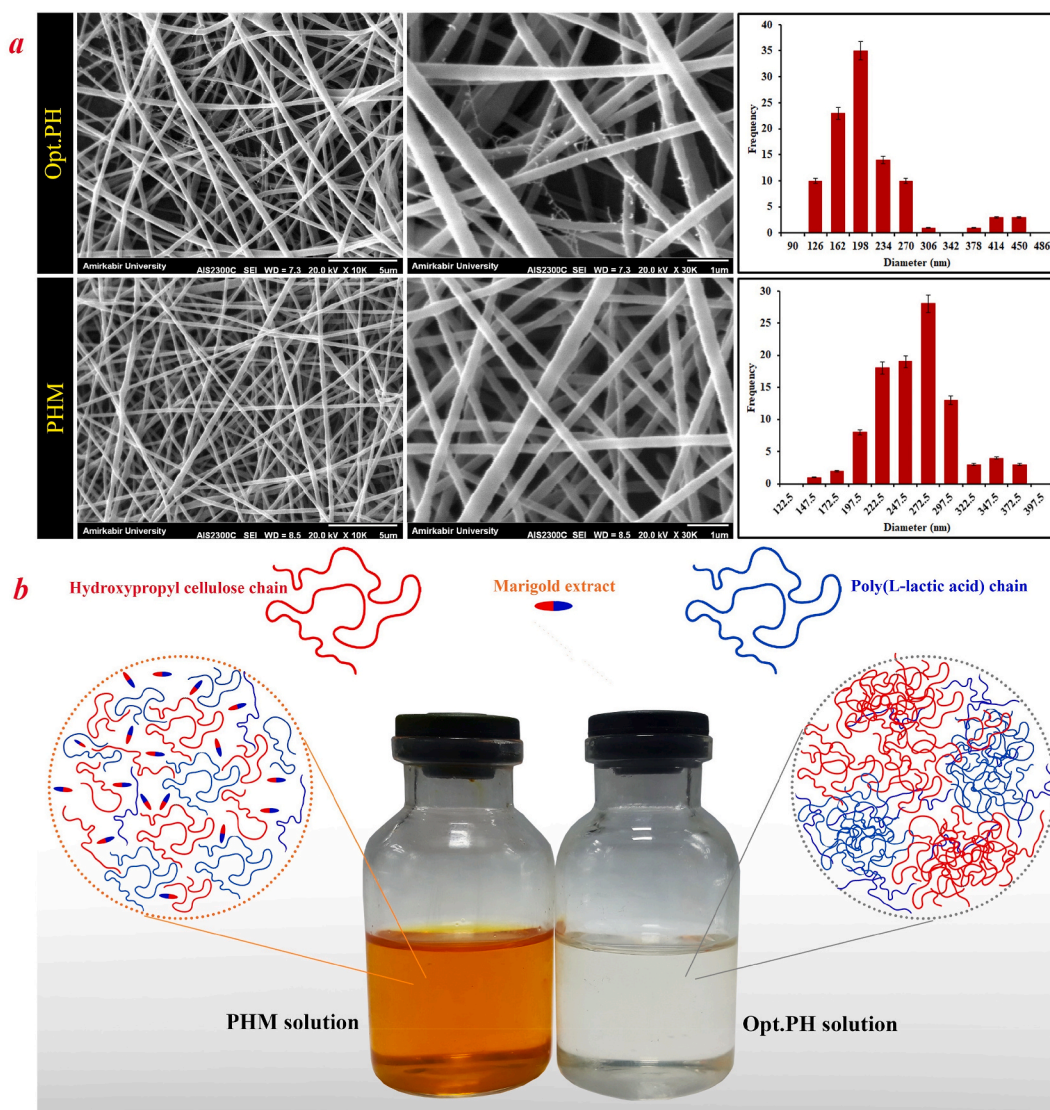 a
Opt.PH
Amirkabir University AIS2300C SEI WD = 7.3 20.0 kV X 10K 5um
Amirkabir University AIS2300C SEI WD = 7.3 20.0 kV X 30K 1um
40
35
30
25
20
15
10
5
0
Frequency
90 126 162 198 234 270 306 342 378 414 450 486
Diameter (nm)
PHM
Amirkabir University AIS2300C SEI WD = 8.5 20.0 kV X 10K 5um
Amirkabir University AIS2300C SEI WD = 8.5 20.0 kV X 30K 1um
30
25
20
15
10
5
0
Frequency
122.5 147.5 172.5 197.5 222.5 247.5 272.5 297.5 322.5 347.5 372.5 397.5
Diameter (nm)
b
Hydroxypropyl cellulose chain
Marigold extract
Poly(L-lactic acid) chain
PHM solution
Opt.PH solution